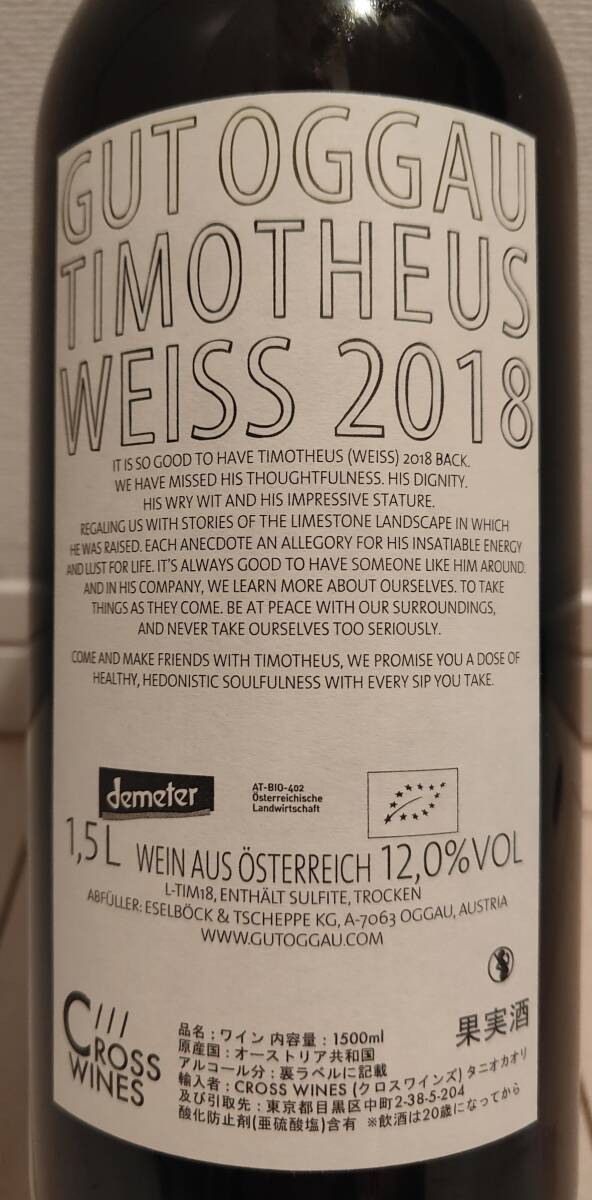 GUT OGGAU
TIMOTHEUS
WEISS 2018
IT IS SO GOOD TO HAVE TIMOTHEUS (WEISS) 2018 BACK.
WE HAVE MISSED HIS THOUGHTFULNESS. HIS DIGNITY.
HIS WRY WIT AND HIS IMPRESSIVE STATURE.
REGALING US WITH STORIES OF THE LIMESTONE LANDSCAPE IN WHICH
HE WAS RAISED. EACH ANECDOTE AN ALLEGORY FOR HIS INSATIABLE ENERGY
AND LUST FOR LIFE. IT'S ALWAYS GOOD TO HAVE SOMEONE LIKE HIM AROUND.
AND IN HIS COMPANY, WE LEARN MORE ABOUT OURSELVES. TO TAKE
THINGS AS THEY COME. BE AT PEACE WITH OUR SURROUNDINGS,
AND NEVER TAKE OURSELVES TOO SERIOUSLY.
COME AND MAKE FRIENDS WITH TIMOTHEUS, WE PROMISE YOU A DOSE OF
HEALTHY, HEDONISTIC SOULFULNESS WITH EVERY SIP YOU TAKE.
demeter
AT-BIO-402
Österreichische
Landwirtschaft
1,5 L WEIN AUS ÖSTERREICH 12,0%VOL
L-TIM18, ENTHÄLT SULFITE, TROCKEN
ABFÜLLER: ESELBÖCK & TSCHEPPE KG, A-7063 OGGAU, AUSTRIA
WWW.GUTOGGAU.COM
CROSS
WINES
果実酒
品名：ワイン 内容量：1500ml
原産国：オーストリア共和国
アルコール分：裏ラベルに記載
輸入者：CROSS WINES (クロスワインズ) タニオカオリ
及び引取先：東京都目黒区中町2-38-5-204
酸化防止剤(亜硫酸塩)含有 ※飲酒は20歳になってから